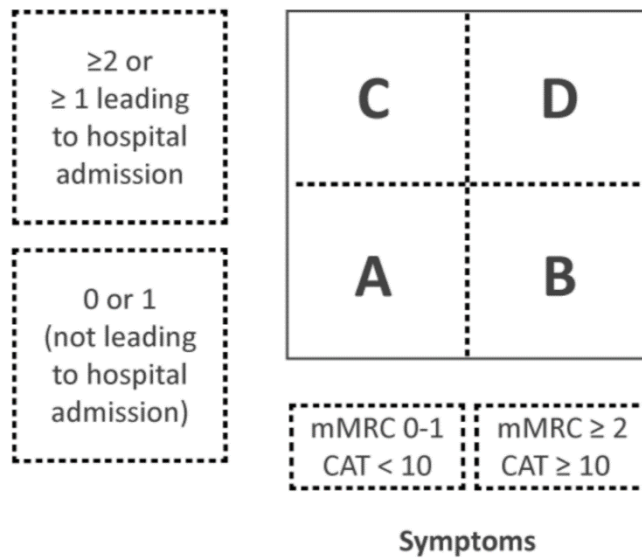 ≥2 or
≥ 1 leading
to hospital
admission
C
D
0 or 1
(not leading
to hospital
admission)
A
B
mMRC 0-1
CAT < 10
mMRC ≥ 2
CAT ≥ 10
Symptoms